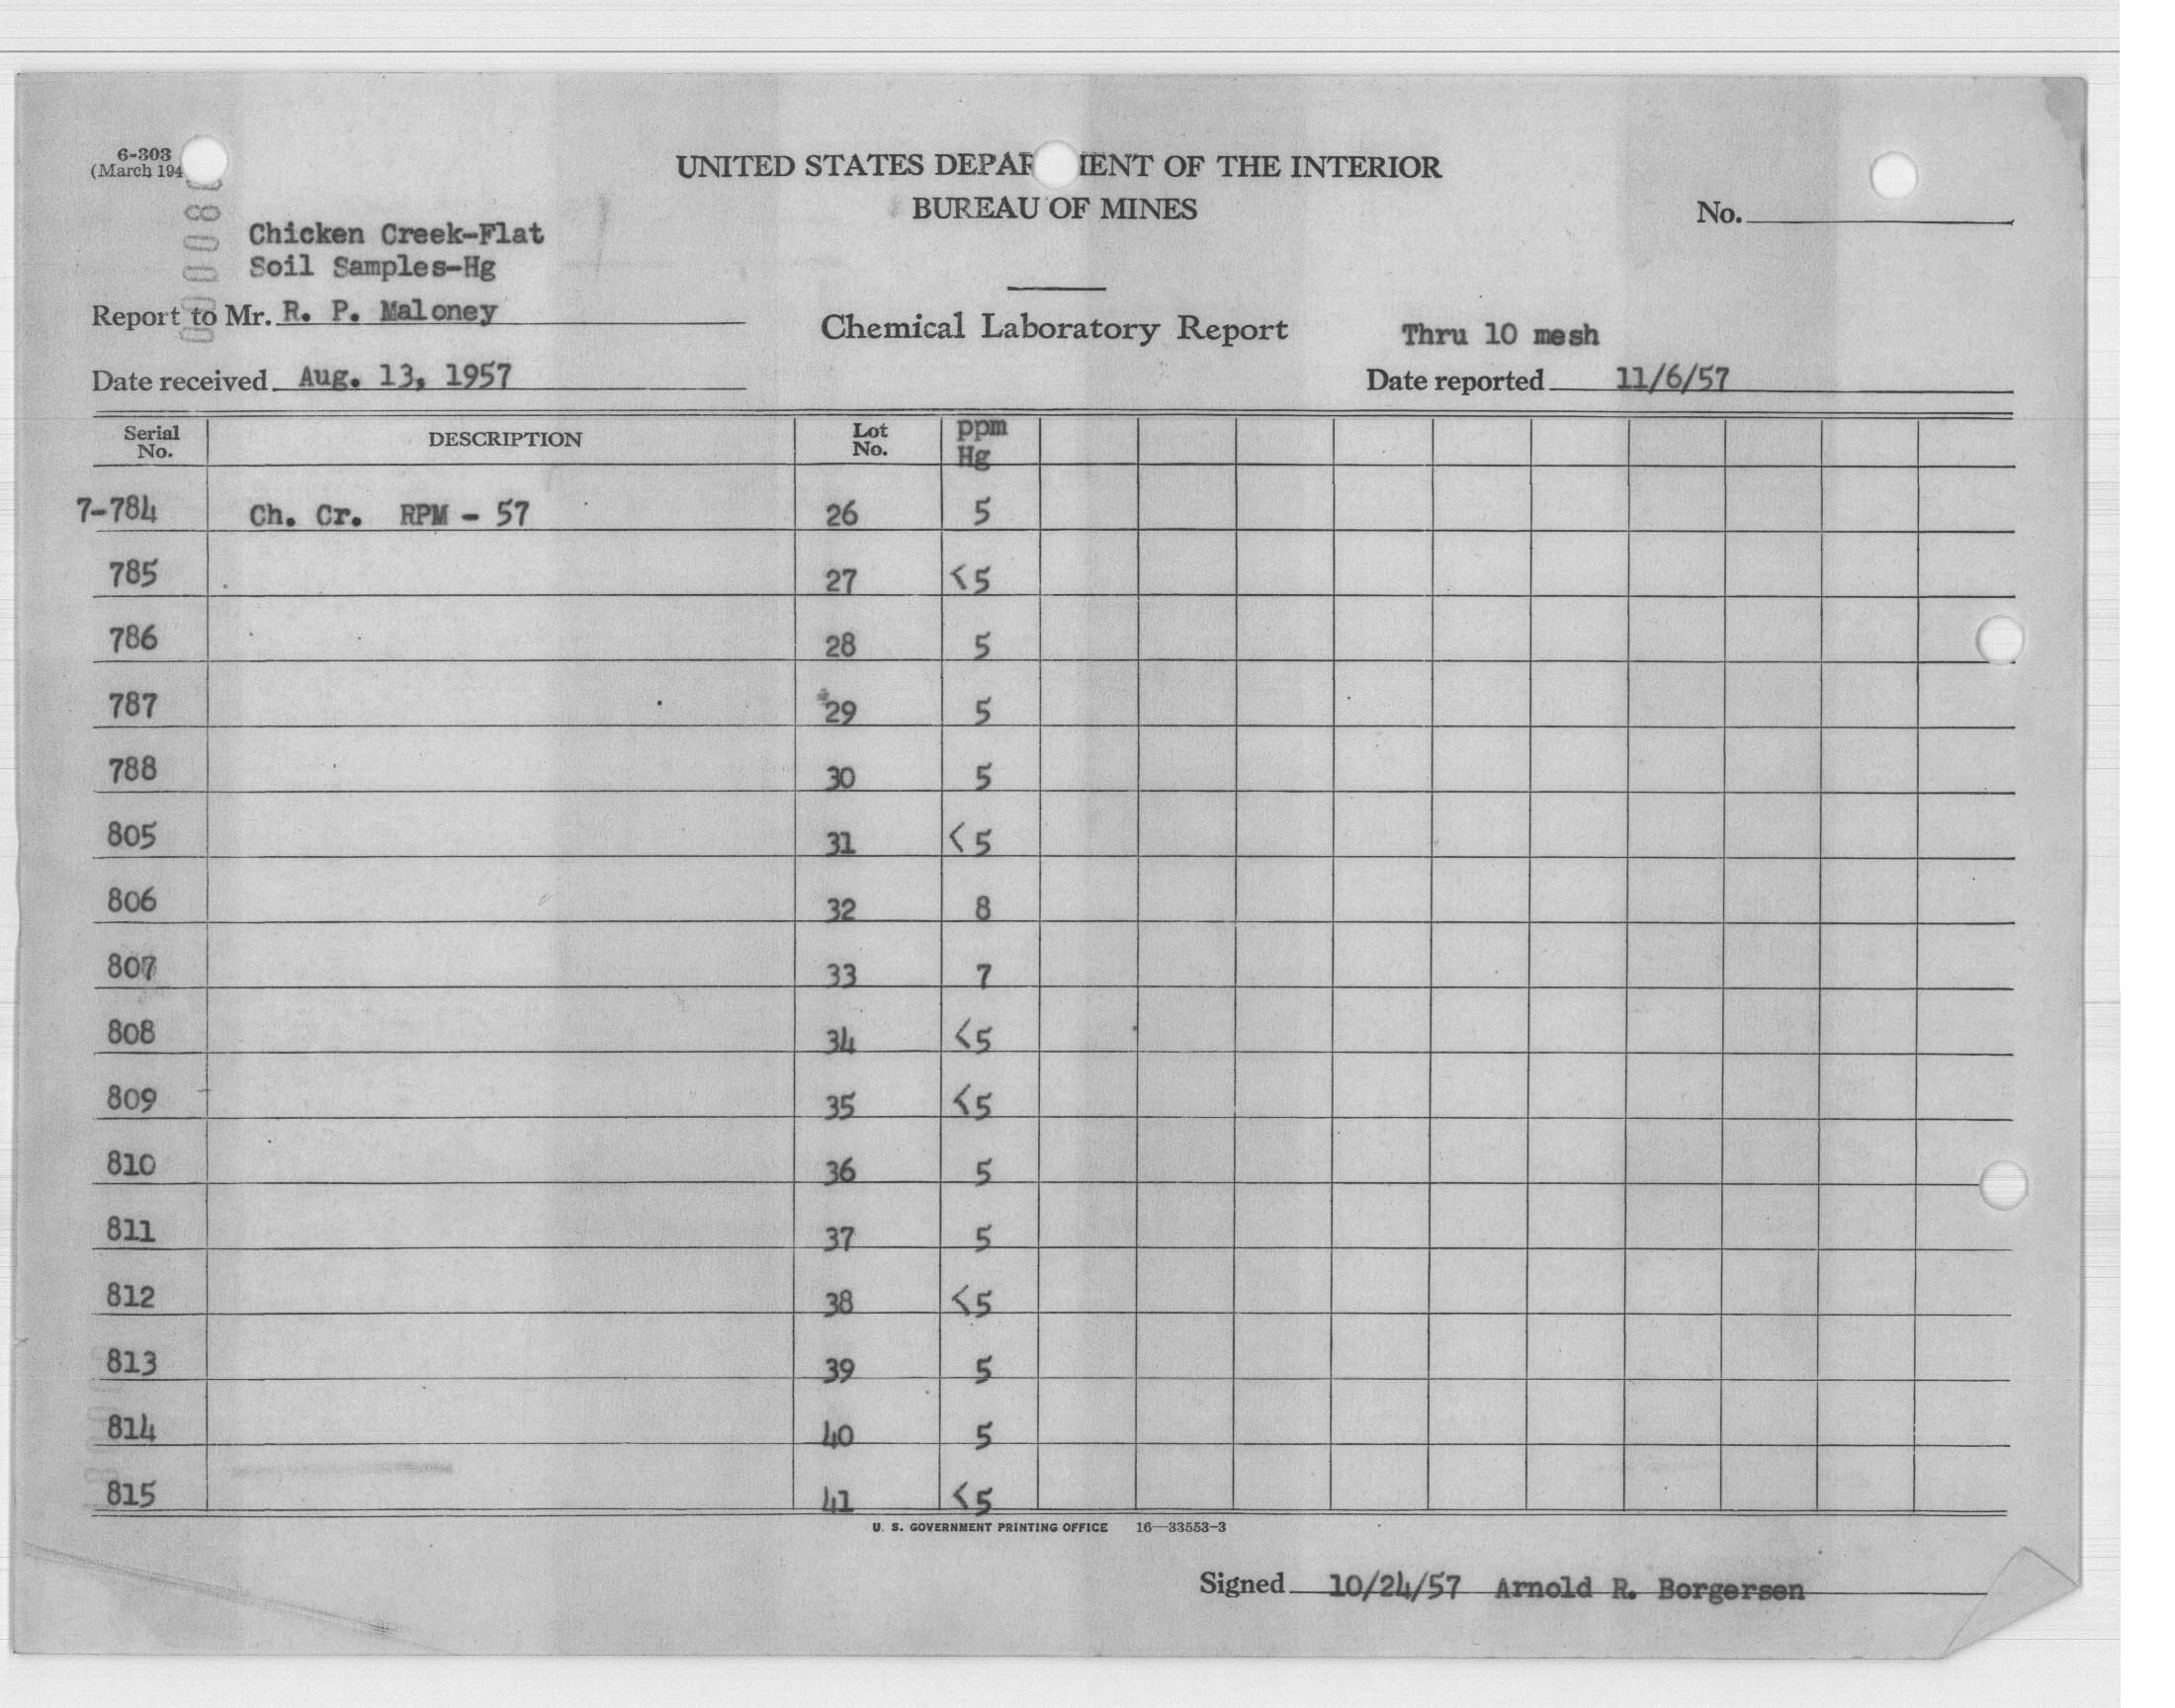 6-303
(March 194
UNITED STATES DEPAR ENT OF THE INTERIOR
BUREAU OF MINES
No.
Chicken Creek-Flat
Soil Samples-Hg
Report to Mr. R. P. Maloney
Chemical Laboratory Report
Thru 10 mesh
Date received Aug. 13, 1957
Date reported 11/6/57
Serial No. DESCRIPTION Lot No. ppm Hg
7-784 Ch. Cr. RPM - 57 26 5
785 27 <5
786 28 5
787 29 5
788 30 5
805 31 <5
806 32 8
807 33 7
808 34 <5
809 35 <5
810 36 5
811 37 5
812 38 <5
813 39 5
814 40 5
815 41 <5
U. S. GOVERNMENT PRINTING OFFICE 16—33553-3
Signed 10/24/57 Arnold R. Borgersen